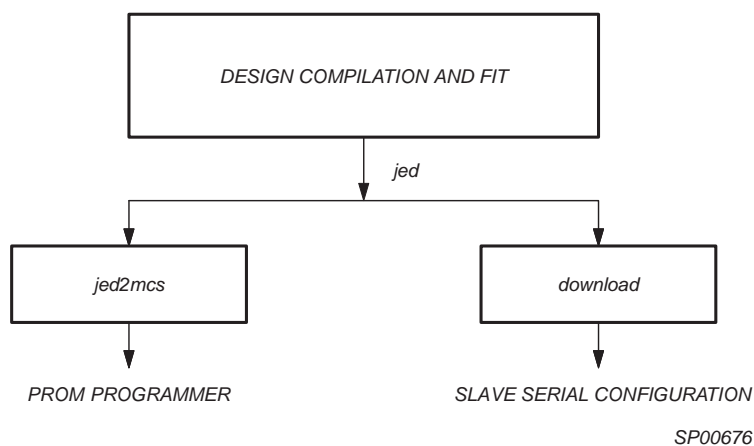 DESIGN COMPILATION AND FIT
jed
jed2mcs
download
PROM PROGRAMMER
SLAVE SERIAL CONFIGURATION
SP00676